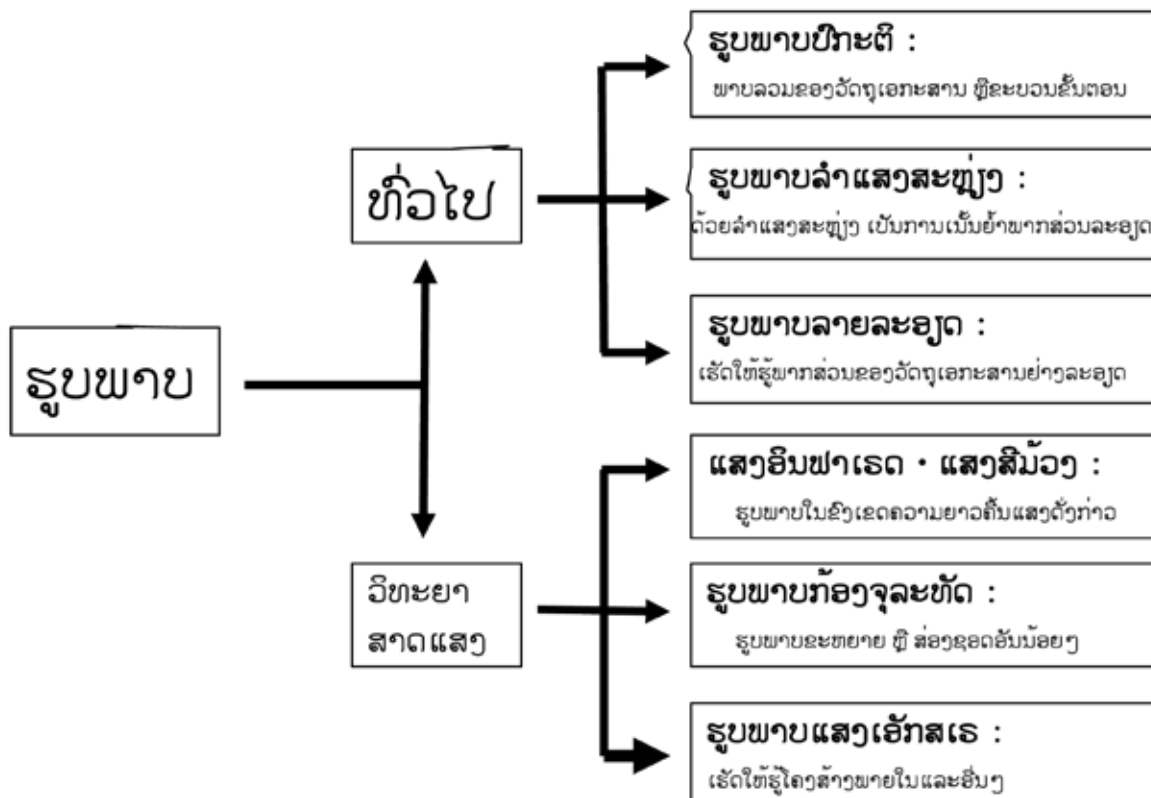 ຮູບພາບ
ທົ່ວໄປ
ຮູບພາບປົກະຕິ :
ພາບລວມຂອງວັດຖຸເອກະສານ ຫຼືຂະບວນຂັ້ນຕອນ
ຮູບພາບລຳແສງສະຫຼ່ຽງ :
ດ້ວຍລຳແສງສະຫຼ່ຽງ ເປັນການເນັ້ນຍ້ຳພາກສ່ວນລະອຽດ
ຮູບພາບລາຍລະອຽດ :
ເຮັດໃຫ້ຮູ້ພາກສ່ວນຂອງວັດຖຸເອກະສານຢ່າງລະອຽດ
ວິທະຍາ
ສາດແສງ
ແສງອິນຟາເຣດ・ແສງສີມ້ວງ :
ຮູບພາບໃນຂົງເຂດຄວາມຍາວຄື້ນແສງດັ່ງກ່າວ
ຮູບພາບກ້ອງຈຸລະທັດ :
ຮູບພາບຂະຫຍາຍ ຫຼື ສ່ອງຊອດອັນນ້ອຍໆ
ຮູບພາບແສງເອັກສເຣ :
ເຮັດໃຫ້ຮູ້ໂຄງສ້າງພາຍໃນແລະອື່ນໆ